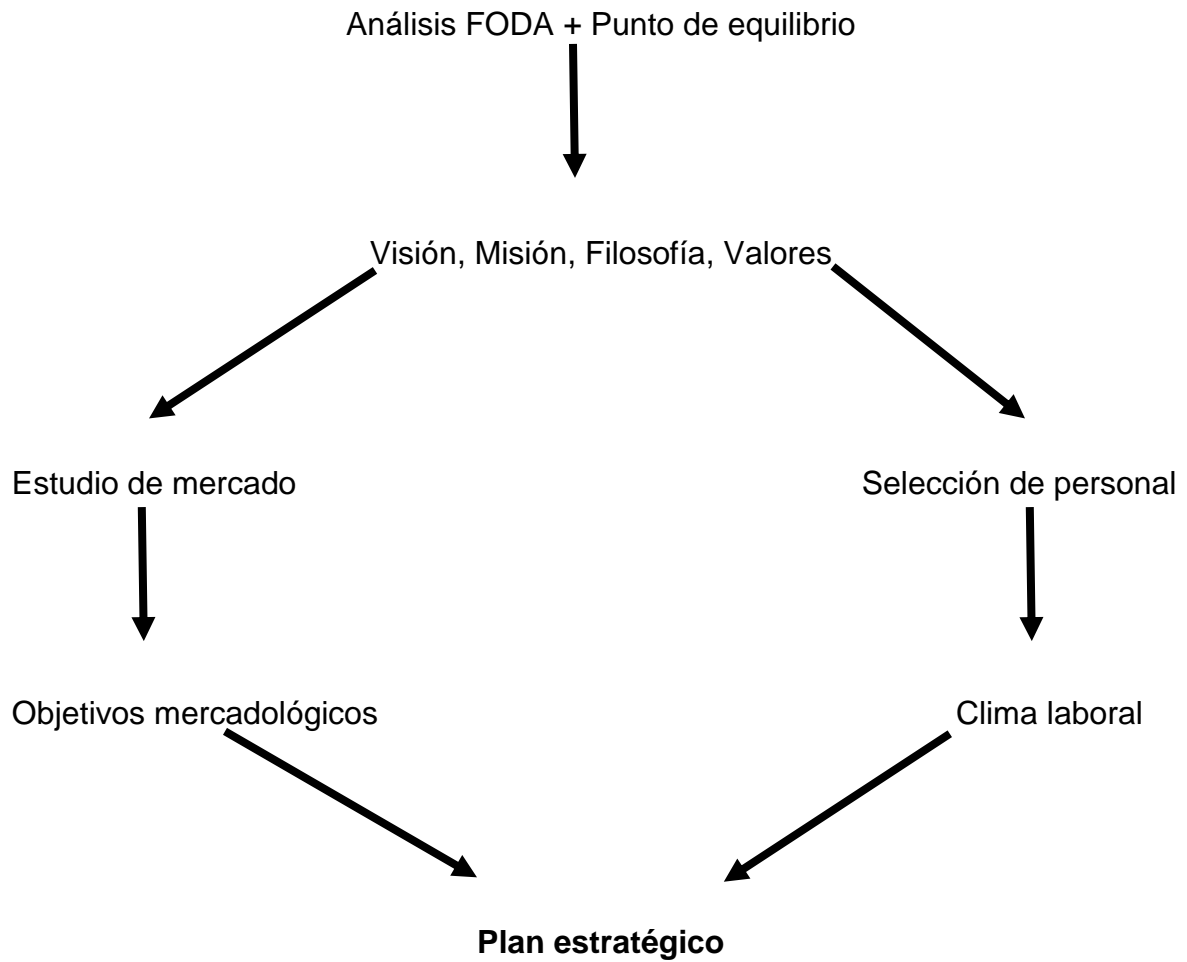 Análisis FODA + Punto de equilibrio
Visión, Misión, Filosofía, Valores
Estudio de mercado
Selección de personal
Objetivos mercadológicos
Clima laboral
Plan estratégico